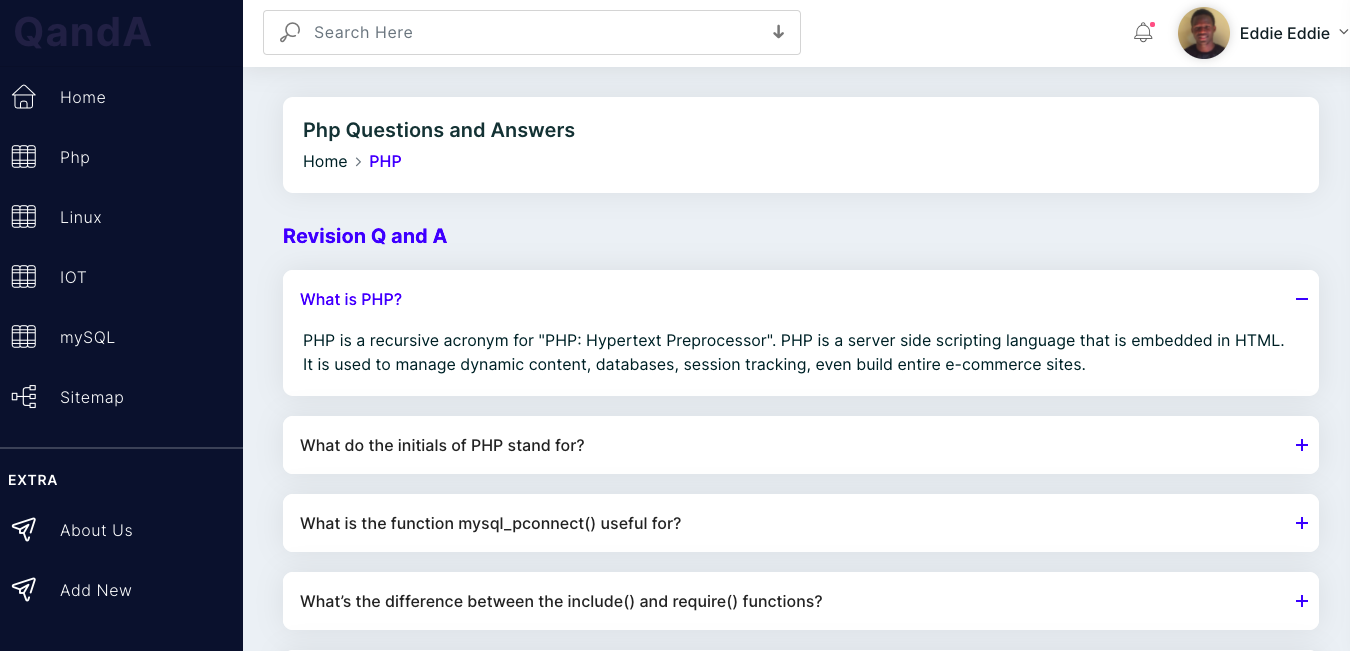 QandA
Search Here
Eddie Eddie
Home
Php
Linux
IOT
mySQL
Sitemap
EXTRA
About Us
Add New
Php Questions and Answers
Home > PHP
Revision Q and A
What is PHP?
PHP is a recursive acronym for "PHP: Hypertext Preprocessor". PHP is a server side scripting language that is embedded in HTML.
It is used to manage dynamic content, databases, session tracking, even build entire e-commerce sites.
What do the initials of PHP stand for?
What is the function mysql_pconnect() useful for?
What’s the difference between the include() and require() functions?